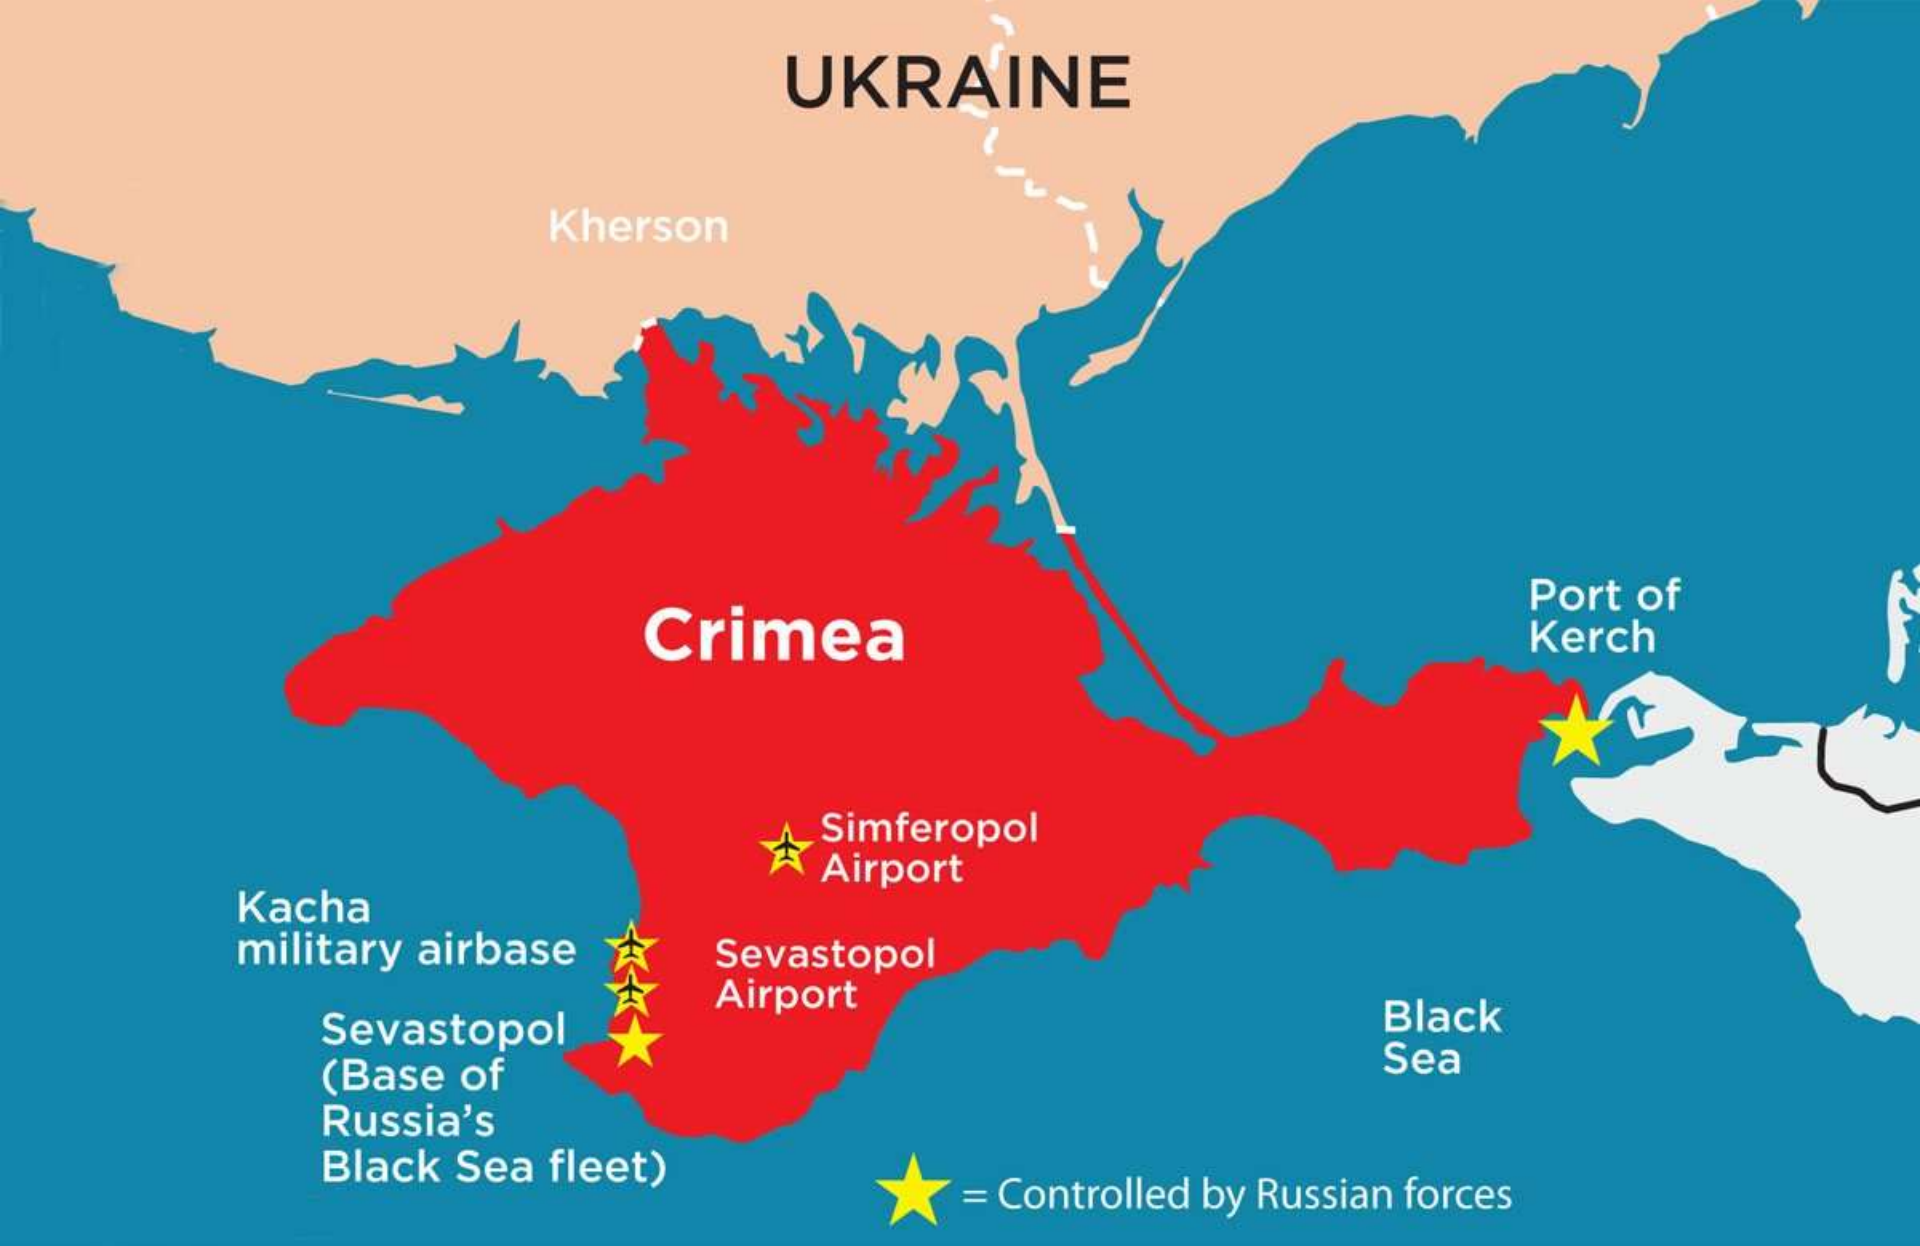 UKRAINE
Kherson
Port of
Kerch
Crimea
Simferopol
Airport
Kacha
military airbase
Sevastopol
Airport
Sevastopol
(Base of
Russia's
Black Sea fleet)
Black
Sea
= Controlled by Russian forces